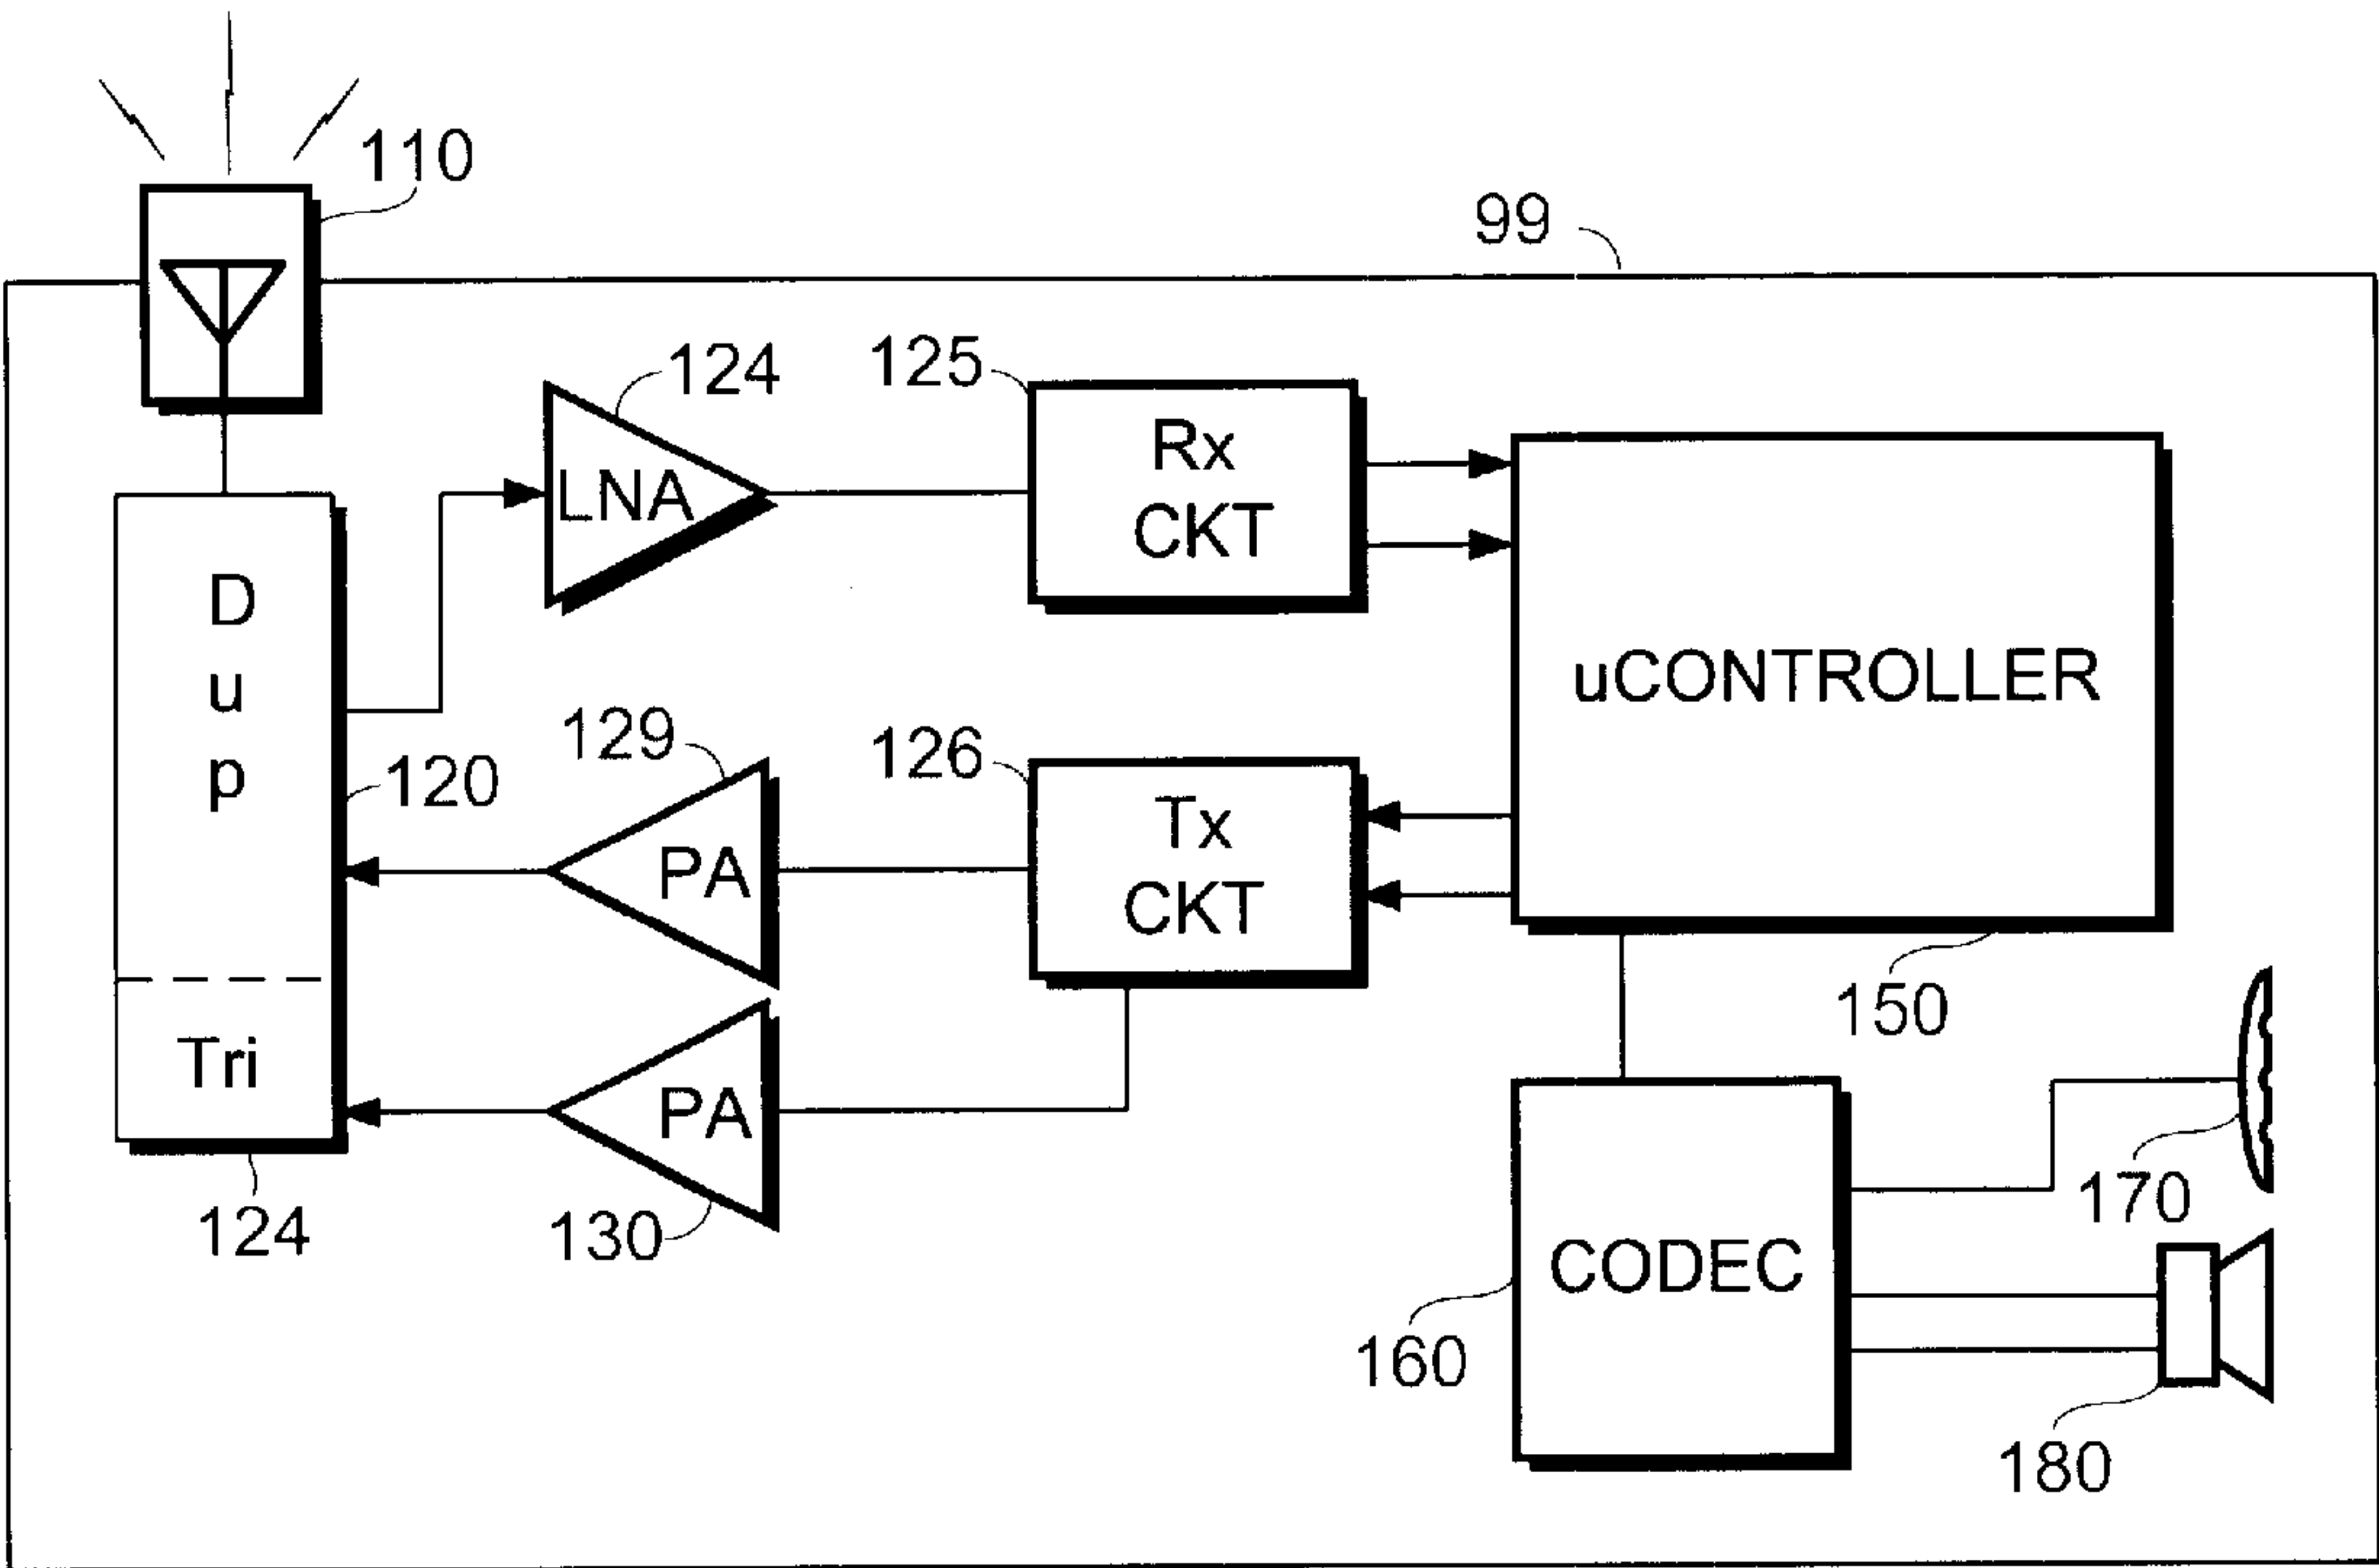 110
99
124
125
LNA
Rx
CKT
D
u
p
uCONTROLLER
129
126
120
PA
Tx
CKT
150
Tri
PA
170
124
130
CODEC
160
180